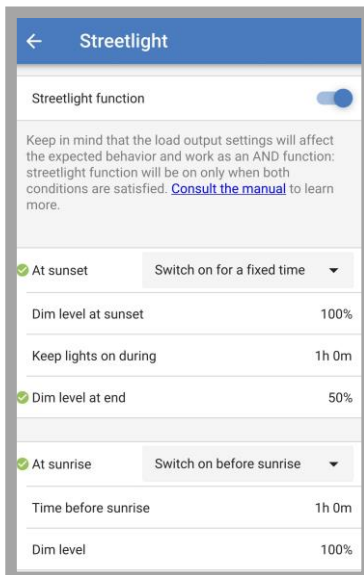 Streetlight
Streetlight function
Keep in mind that the load output settings will affect
the expected behavior and work as an AND function:
streetlight function will be on only when both
conditions are satisfied. Consult the manual to learn
more.
At sunset Switch on for a fixed time
Dim level at sunset 100%
Keep lights on during 1h 0m
Dim level at end 50%
At sunrise Switch on before sunrise
Time before sunrise 1h 0m
Dim level 100%